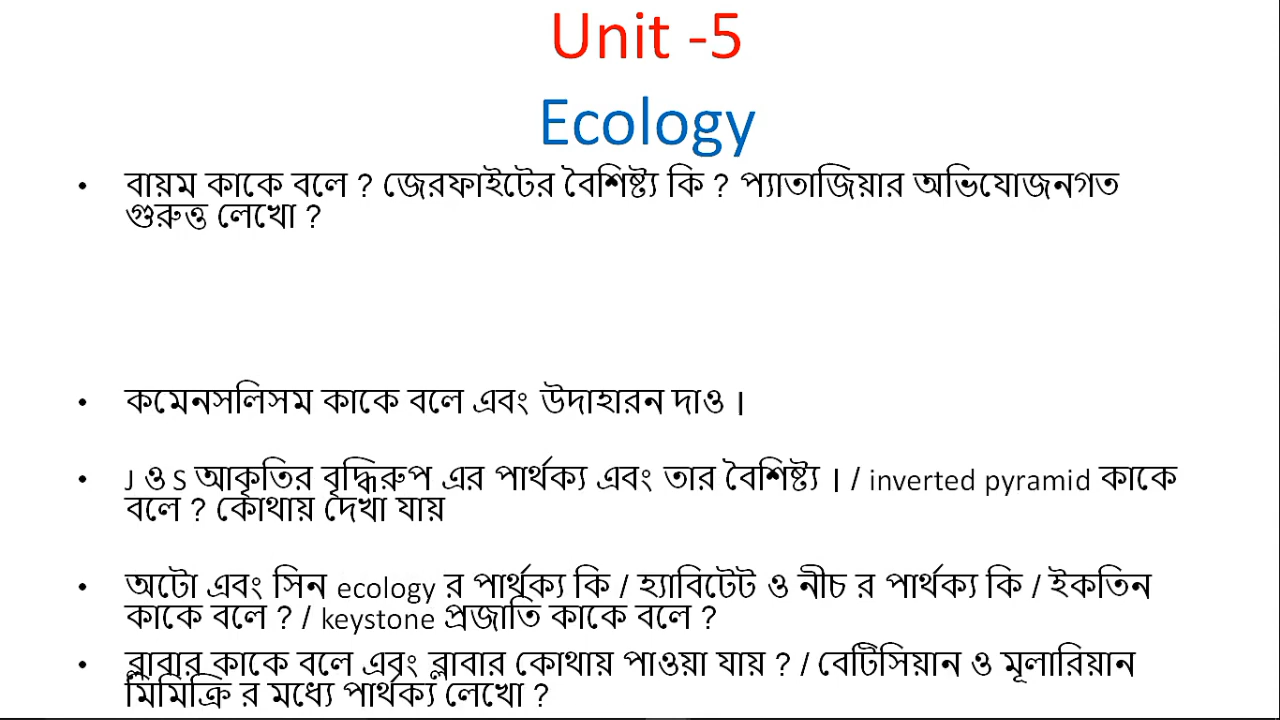 Unit -5
Ecology
• বায়ম কাকে বলে ? জেরফাইটের বৈশিষ্ট্য কি ? প্যাতাজিয়ার অভিযোজনগত
গুরুত্ত লেখো ?
• কমেনসলিসম কাকে বলে এবং উদাহারন দাও ।
• J ও S আকৃতির বৃদ্ধিরুপ এর পার্থক্য এবং তার বৈশিষ্ট্য । / inverted pyramid কাকে
বলে ? কোথায় দেখা যায়
• অটো এবং সিন ecology র পার্থক্য কি / হ্যাবিটেট ও নীচ র পার্থক্য কি / ইকতিন
কাকে বলে ? / keystone প্রজাতি কাকে বলে ?
• ব্লাবার কাকে বলে এবং ব্লাবার কোথায় পাওয়া যায় ? / বেটিসিয়ান ও মূলারিয়ান
মিমিক্রি র মধ্যে পার্থক্য লেখো ?